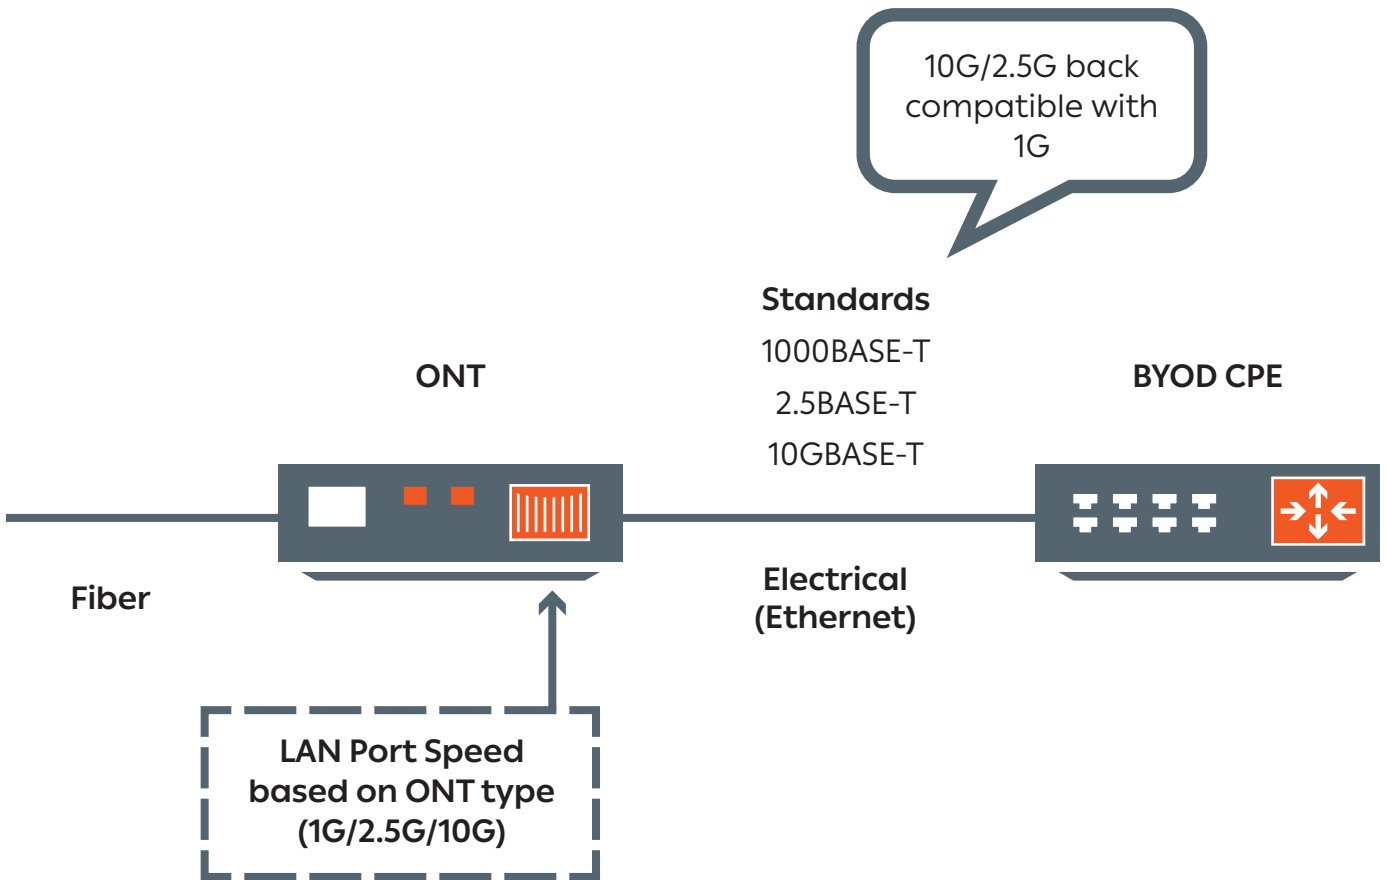 10G/2.5G back
compatible with
1G
Standards
1000BASE-T
2.5BASE-T
10GBASE-T
ONT
BYOD CPE
Fiber
Electrical
(Ethernet)
LAN Port Speed
based on ONT type
(1G/2.5G/10G)